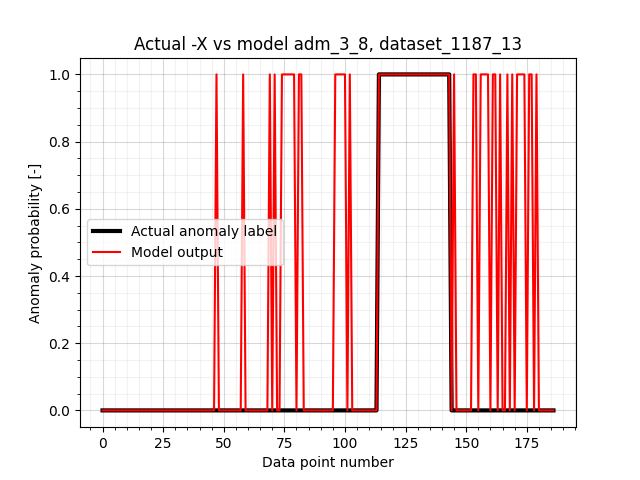 Actual -X vs model adm_3_8, dataset_1187_13
Anomaly probability [-]
1.0
0.8
0.6
0.4
0.2
0.0
Actual anomaly label
Model output
0 25 50 75 100 125 150 175
Data point number